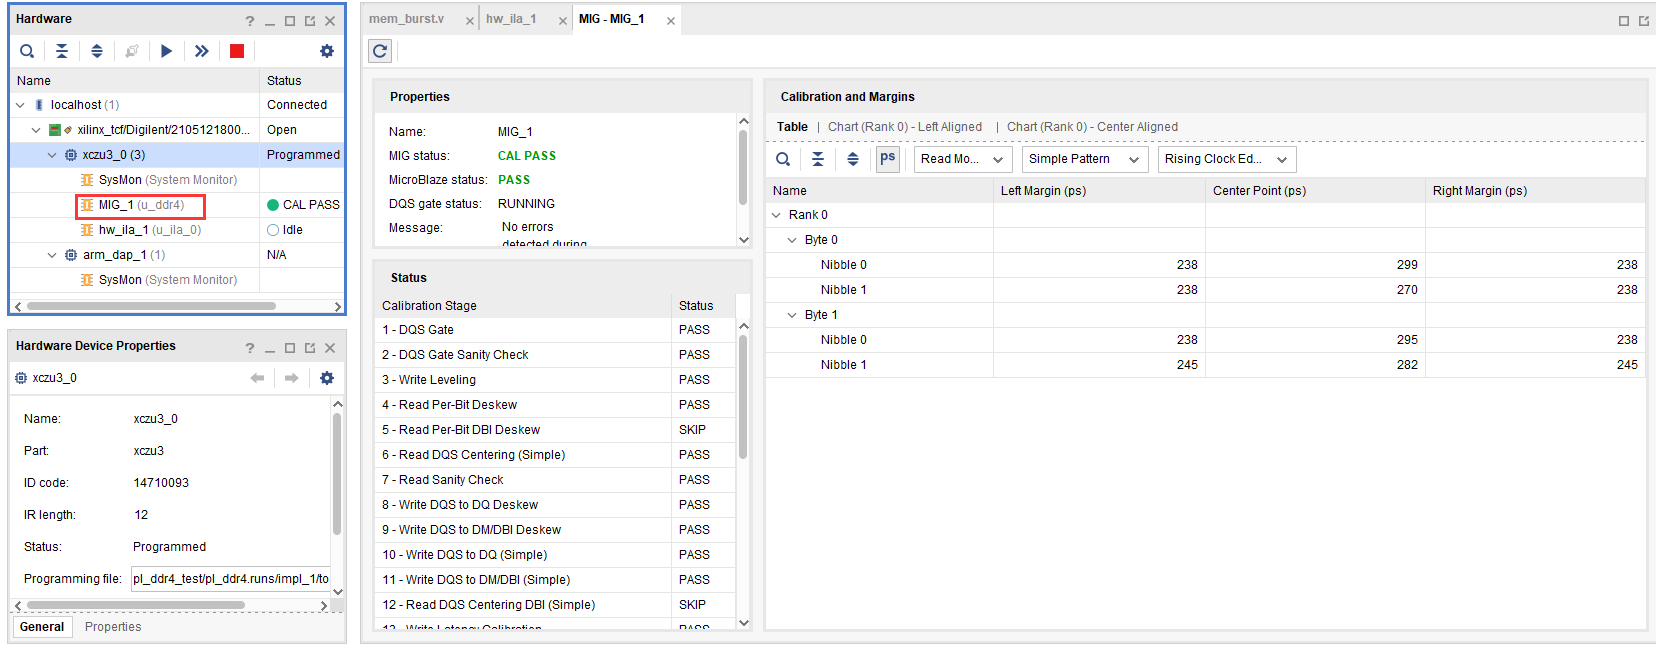 Hardware
?
Name Status
localhost (1) Connected
xilinx_tcf/Digilent/2105121800... Open
xczu3_0 (3) Programmed
SysMon (System Monitor)
MIG_1 (u_ddr4) CAL PASS
hw_ila_1 (u_ila_0) Idle
arm_dap_1 (1) N/A
SysMon (System Monitor)
Hardware Device Properties
?
xczu3_0
Name: xczu3_0
Part: xczu3
ID code: 14710093
IR length: 12
Status: Programmed
Programming file: pl_ddr4_test/pl_ddr4.runs/impl_1/to
General Properties
mem_burst.v hw_ila_1 MIG - MIG_1
Properties
Name: MIG_1
MIG status: CAL PASS
MicroBlaze status: PASS
DQS gate status: RUNNING
Message: No errors
detected during
Status
Calibration Stage Status
1 - DQS Gate PASS
2 - DQS Gate Sanity Check PASS
3 - Write Leveling PASS
4 - Read Per-Bit Deskew PASS
5 - Read Per-Bit DBI Deskew SKIP
6 - Read DQS Centering (Simple) PASS
7 - Read Sanity Check PASS
8 - Write DQS to DQ Deskew PASS
9 - Write DQS to DM/DBI Deskew PASS
10 - Write DQS to DQ (Simple) PASS
11 - Write DQS to DM/DBI (Simple) PASS
12 - Read DQS Centering DBI (Simple) SKIP
13 - Write Latency Calibration PASS
Calibration and Margins
Table | Chart (Rank 0) - Left Aligned | Chart (Rank 0) - Center Aligned
ps Read Mo... Simple Pattern Rising Clock Ed...
Name Left Margin (ps) Center Point (ps) Right Margin (ps)
Rank 0
Byte 0
Nibble 0 238 299 238
Nibble 1 238 270 238
Byte 1
Nibble 0 238 295 238
Nibble 1 245 282 245